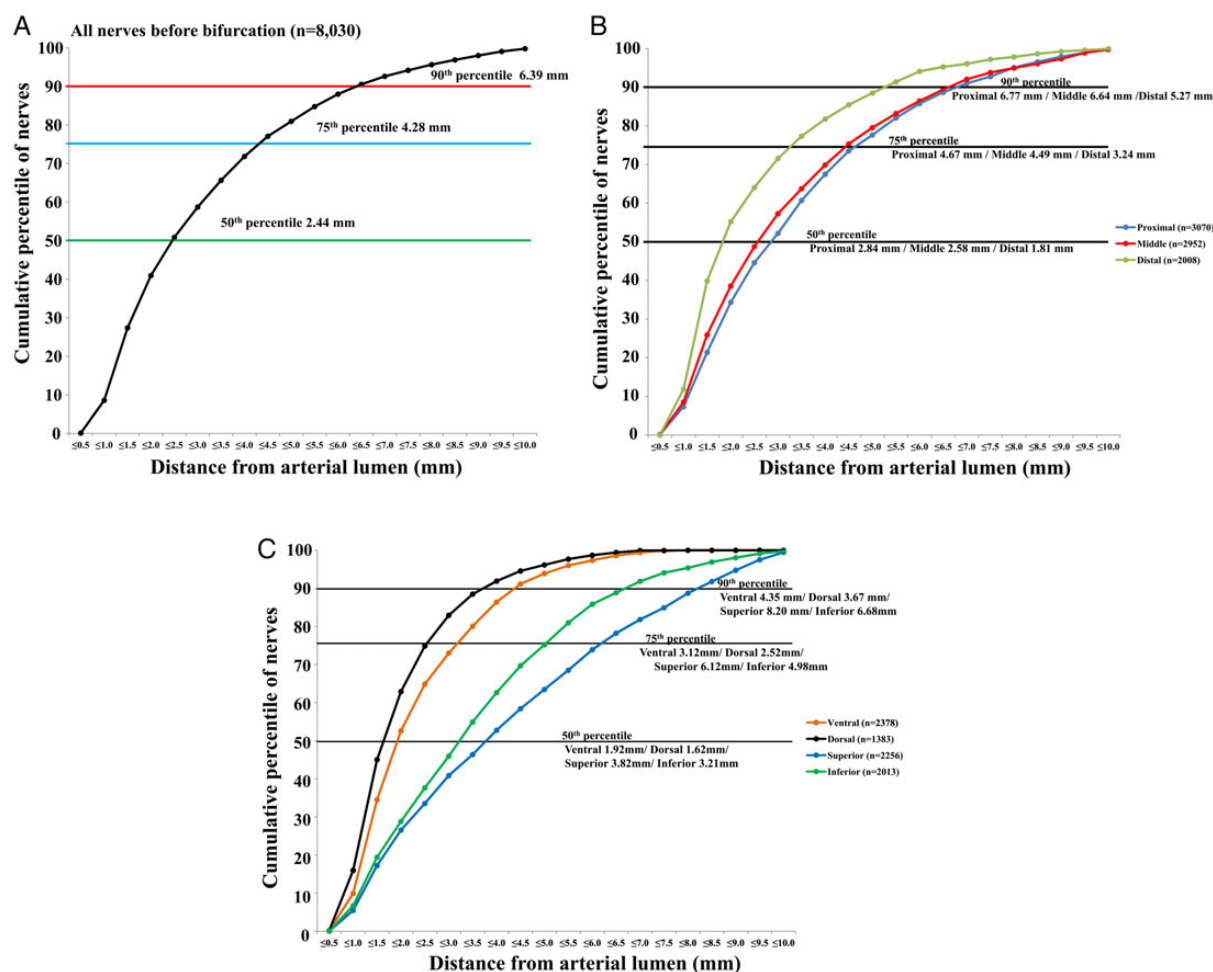 A
All nerves before bifurcation (n=8,030)
Cumulative percentile of nerves
100
90
80
70
60
50
40
30
20
10
0
90th percentile 6.39 mm
75th percentile 4.28 mm
50th percentile 2.44 mm
≤0.5 ≤1.0 ≤1.5 ≤2.0 ≤2.5 ≤3.0 ≤3.5 ≤4.0 ≤4.5 ≤5.0 ≤5.5 ≤6.0 ≤6.5 ≤7.0 ≤7.5 ≤8.0 ≤8.5 ≤9.0 ≤9.5 ≤10.0
Distance from arterial lumen (mm)
B
Cumulative percentile of nerves
100
90
80
70
60
50
40
30
20
10
0
90th percentile
Proximal 6.77 mm / Middle 6.64 mm /Distal 5.27 mm
75th percentile
Proximal 4.67 mm / Middle 4.49 mm / Distal 3.24 mm
50th percentile
Proximal 2.84 mm / Middle 2.58 mm / Distal 1.81 mm
Proximal (n=3070)
Middle (n=2952)
Distal (n=2008)
≤0.5 ≤1.0 ≤1.5 ≤2.0 ≤2.5 ≤3.0 ≤3.5 ≤4.0 ≤4.5 ≤5.0 ≤5.5 ≤6.0 ≤6.5 ≤7.0 ≤7.5 ≤8.0 ≤8.5 ≤9.0 ≤9.5 ≤10.0
Distance from arterial lumen (mm)
C
Cumulative percentile of nerves
100
90
80
70
60
50
40
30
20
10
0
90th percentile
Ventral 4.35 mm/ Dorsal 3.67 mm/
Superior 8.20 mm/ Inferior 6.68mm
75th percentile
Ventral 3.12mm/ Dorsal 2.52mm/
Superior 6.12mm/ Inferior 4.98mm
50th percentile
Ventral 1.92mm/ Dorsal 1.62mm/
Superior 3.82mm/ Inferior 3.21mm
Ventral (n=2378)
Dorsal (n=1383)
Superior (n=2256)
Inferior (n=2013)
≤0.5 ≤1.0 ≤1.5 ≤2.0 ≤2.5 ≤3.0 ≤3.5 ≤4.0 ≤4.5 ≤5.0 ≤5.5 ≤6.0 ≤6.5 ≤7.0 ≤7.5 ≤8.0 ≤8.5 ≤9.0 ≤9.5 ≤10.0
Distance from arterial lumen (mm)